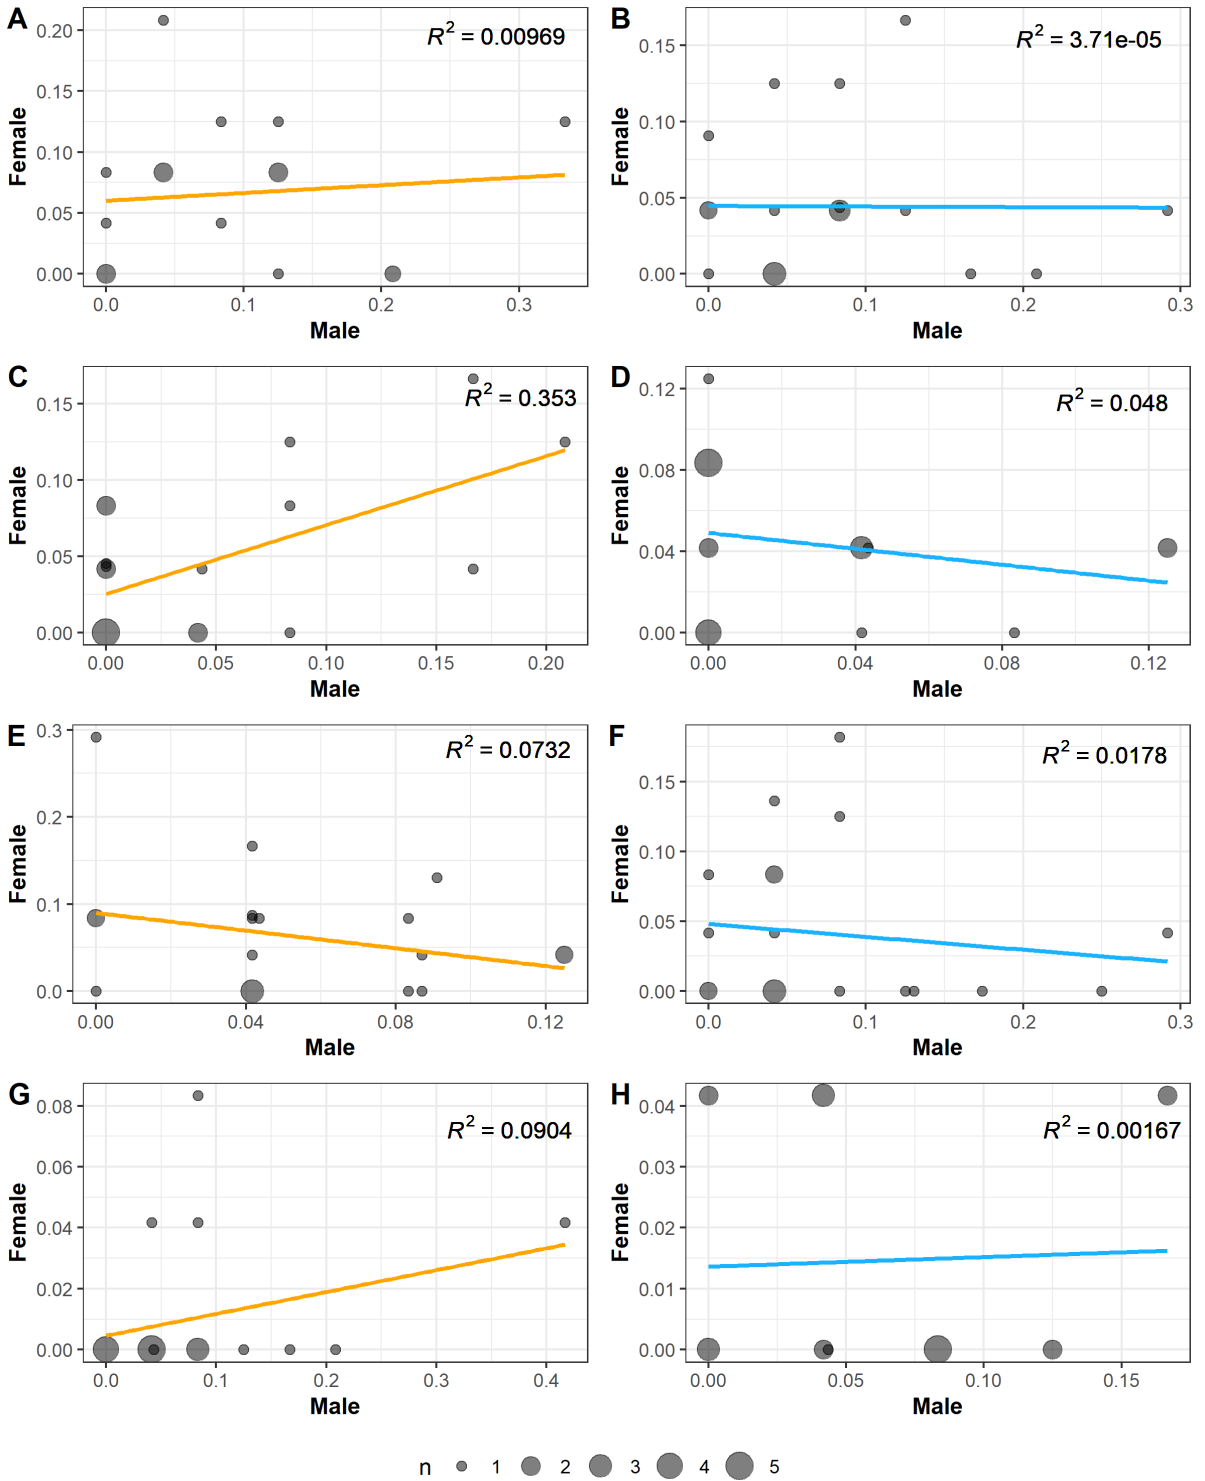 A
R² = 0.00969
Female
0.20
0.15
0.10
0.05
0.00
0.0 0.1 0.2 0.3
Male
B
R² = 3.71e-05
Female
0.15
0.10
0.05
0.00
0.0 0.1 0.2 0.3
Male
C
R² = 0.353
Female
0.15
0.10
0.05
0.00
0.00 0.05 0.10 0.15 0.20
Male
D
R² = 0.048
Female
0.12
0.08
0.04
0.00
0.00 0.04 0.08 0.12
Male
E
R² = 0.0732
Female
0.3
0.2
0.1
0.0
0.00 0.04 0.08 0.12
Male
F
R² = 0.0178
Female
0.15
0.10
0.05
0.00
0.0 0.1 0.2 0.3
Male
G
R² = 0.0904
Female
0.08
0.06
0.04
0.02
0.00
0.0 0.1 0.2 0.3 0.4
Male
H
R² = 0.00167
Female
0.04
0.03
0.02
0.01
0.00
0.00 0.05 0.10 0.15
Male
n 1 2 3 4 5